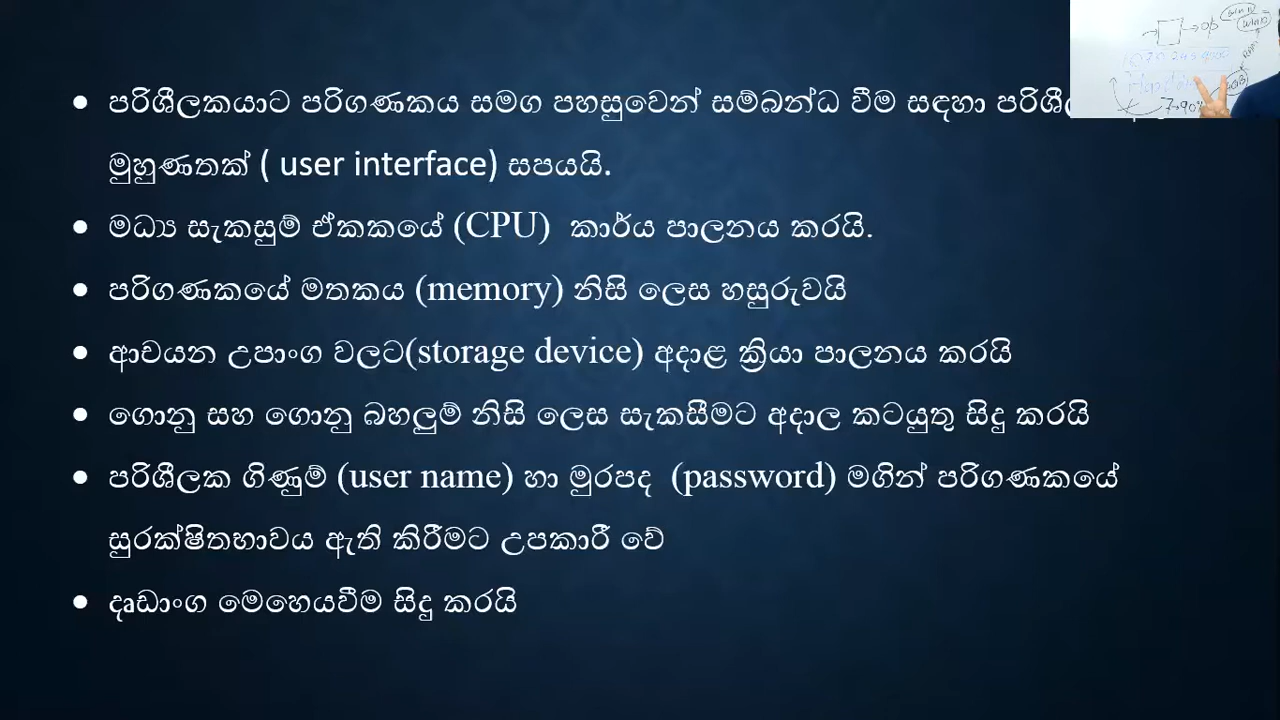 • පරිශීලකයාට පරිගණකය සමග පහසුවෙන් සම්බන්ධ වීම සඳහා
මුහුණතක් ( user interface) සපයයි.
• මධ්‍ය සැකසුම් ඒකකයේ (CPU) කාර්ය පාලනය කරයි.
• පරිගණකයේ මතකය (memory) නිසි ලෙස හසුරුවයි
• ආචයන උපාංග වලට(storage device) අදාළ ක්‍රියා පාලනය කරයි
• ගොනු සහ ගොනු බහලුම් නිසි ලෙස සැකසීමට අදාල කටයුතු සිදු කරයි
• පරිශීලක ගිණුම් (user name) හා මුරපද (password) මගින් පරිගණකයේ
සුරක්ෂිතභාවය ඇති කිරීමට උපකාරී වේ
• දෘඩාංග මෙහෙයවීම සිදු කරයි